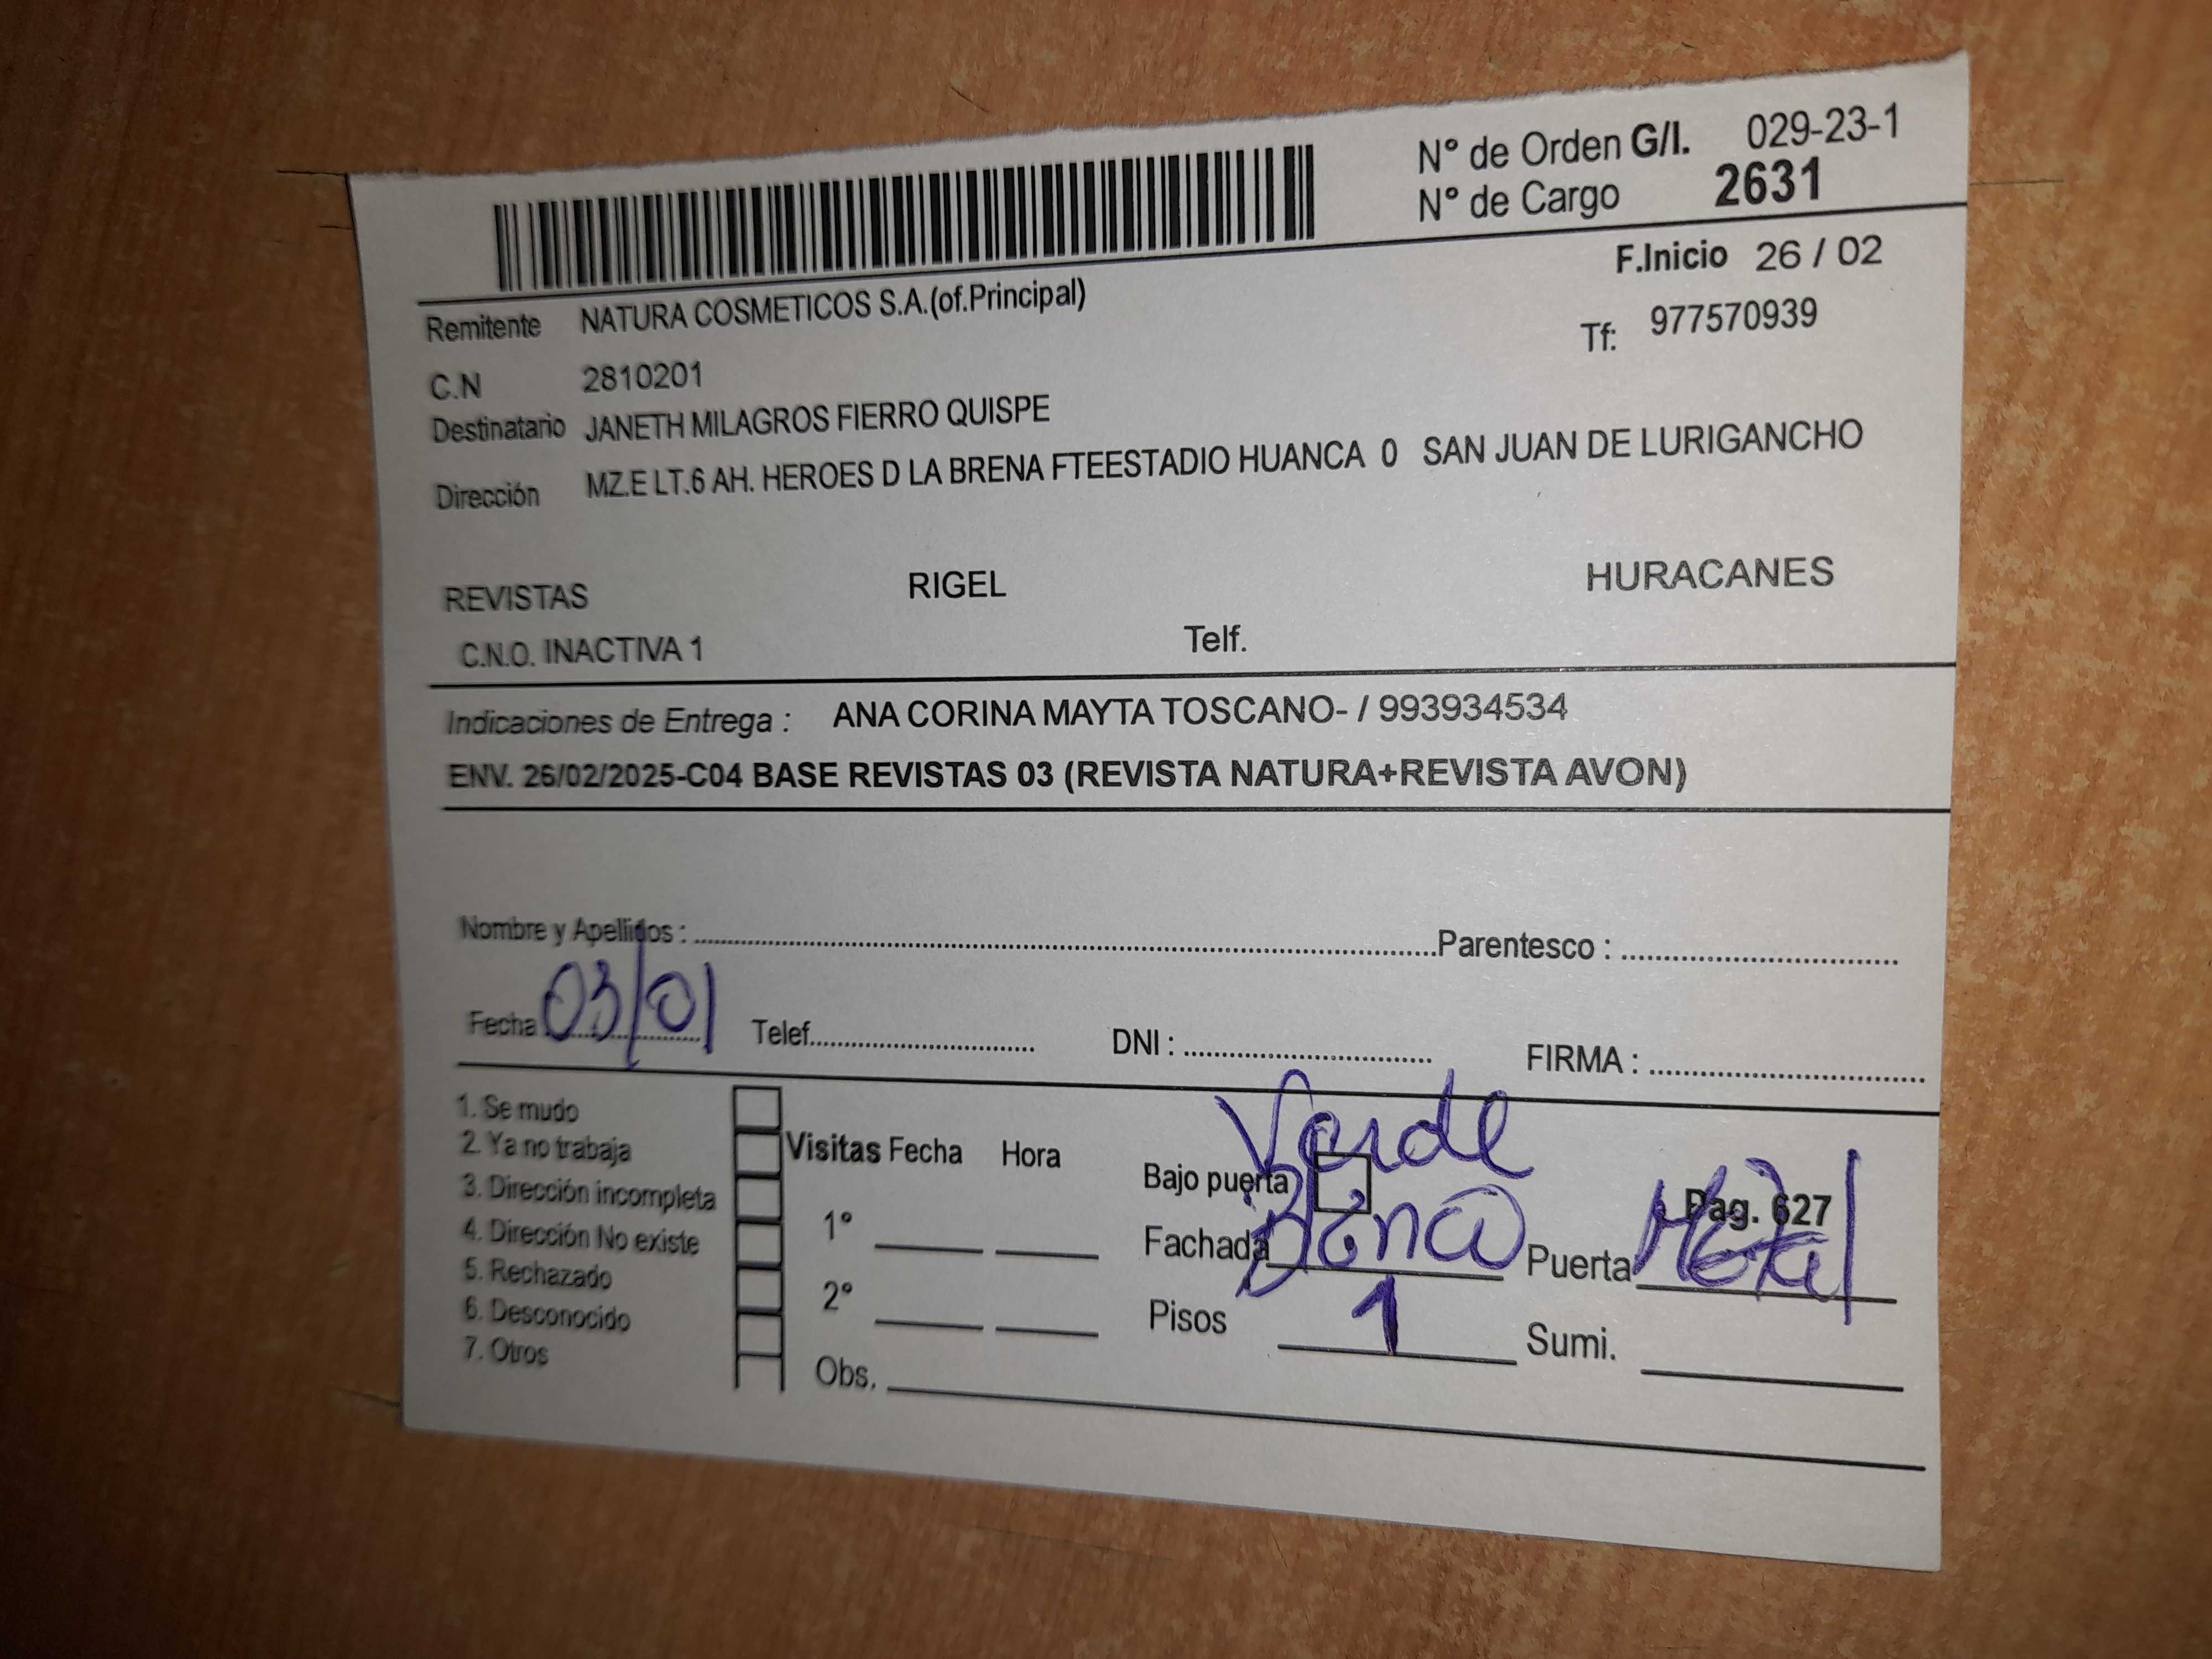 N° de Orden G/I. 029-23-1
N° de Cargo 2631
F.Inicio 26 / 02
Remitente NATURA COSMETICOS S.A.(of.Principal)
Tf: 977570939
C.N 2810201
Destinatario JANETH MILAGROS FIERRO QUISPE
Dirección MZ.E LT.6 AH. HEROES D LA BRENA FTEESTADIO HUANCA 0 SAN JUAN DE LURIGANCHO
REVISTAS RIGEL HURACANES
C.N.O. INACTIVA 1 Telf.
Indicaciones de Entrega : ANA CORINA MAYTA TOSCANO- / 993934534
ENV. 26/02/2025-C04 BASE REVISTAS 03 (REVISTA NATURA+REVISTA AVON)
Nombre y Apellidos : Parentesco :
Fecha 03/01 Telef. DNI : FIRMA :
1. Se mudo
2. Ya no trabaja
3. Dirección incompleta
4. Dirección No existe
5. Rechazado
6. Desconocido
7. Otros
Visitas Fecha Hora
1°
2°
Obs.
Verde
Bajo puerta
Pag. 627
Fachada Blanca Puerta Metal
Pisos 1 Sumi.